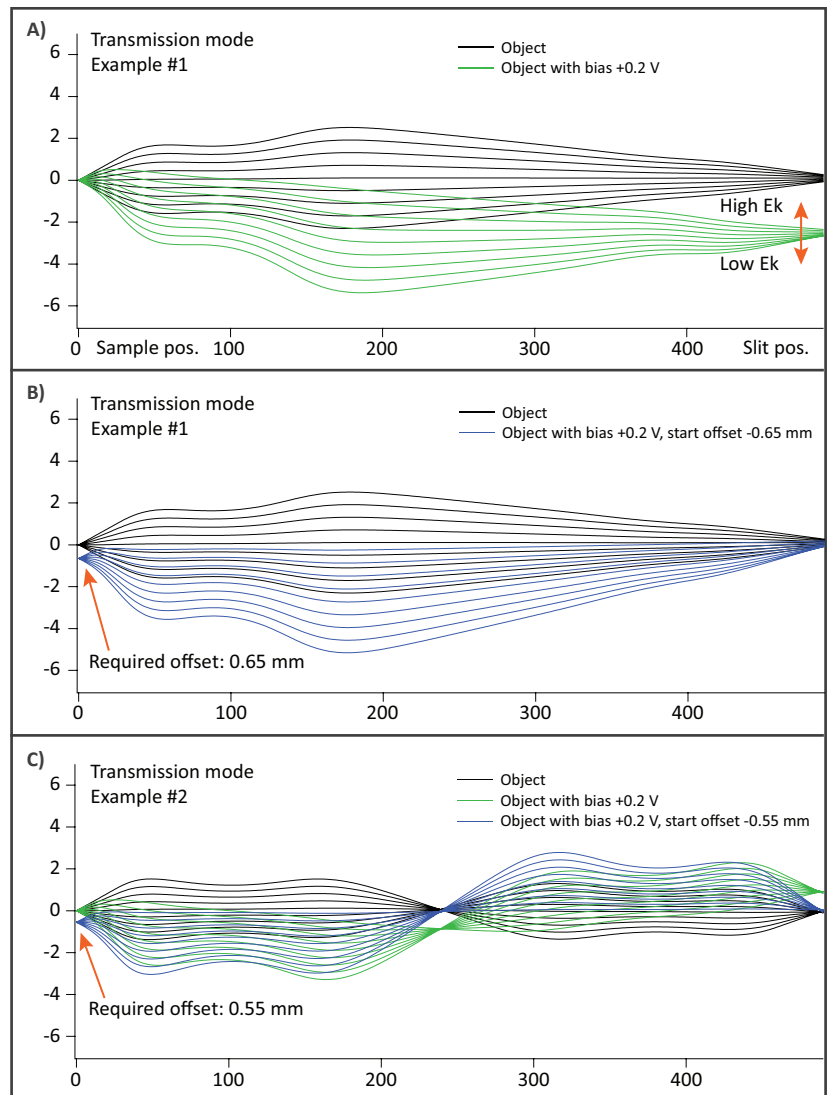 A)
Transmission mode
Example #1
Object
Object with bias +0.2 V
6
4
2
0
-2
-4
-6
High Ek
Low Ek
0 Sample pos. 100 200 300 400 Slit pos.
B)
Transmission mode
Example #1
Object
Object with bias +0.2 V, start offset -0.65 mm
6
4
2
0
-2
-4
-6
Required offset: 0.65 mm
0 100 200 300 400
C)
Transmission mode
Example #2
Object
Object with bias +0.2 V
Object with bias +0.2 V, start offset -0.55 mm
6
4
2
0
-2
-4
-6
Required offset: 0.55 mm
0 100 200 300 400